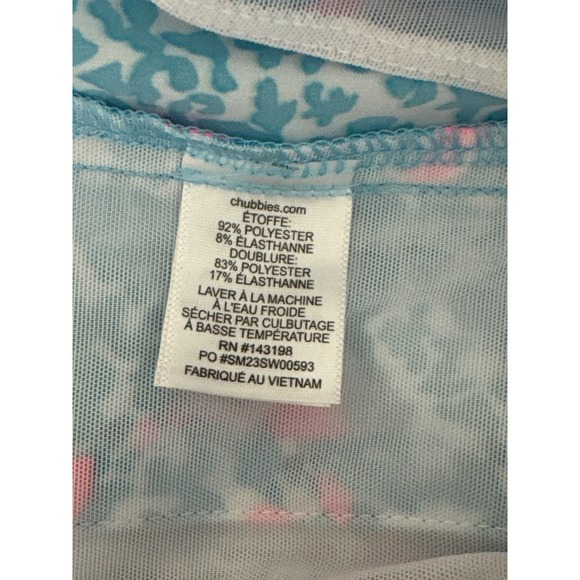 chubbies.com
ÉTOFFE:
92% POLYESTER
8% ÉLASTHANNE
DOUBLURE:
83% POLYESTER
17% ÉLASTHANNE
LAVER À LA MACHINE
À L'EAU FROIDE
SÉCHER PAR CULBUTAGE
À BASSE TEMPÉRATURE
RN #143198
PO #SM23SW00593
FABRIQUÉ AU VIETNAM